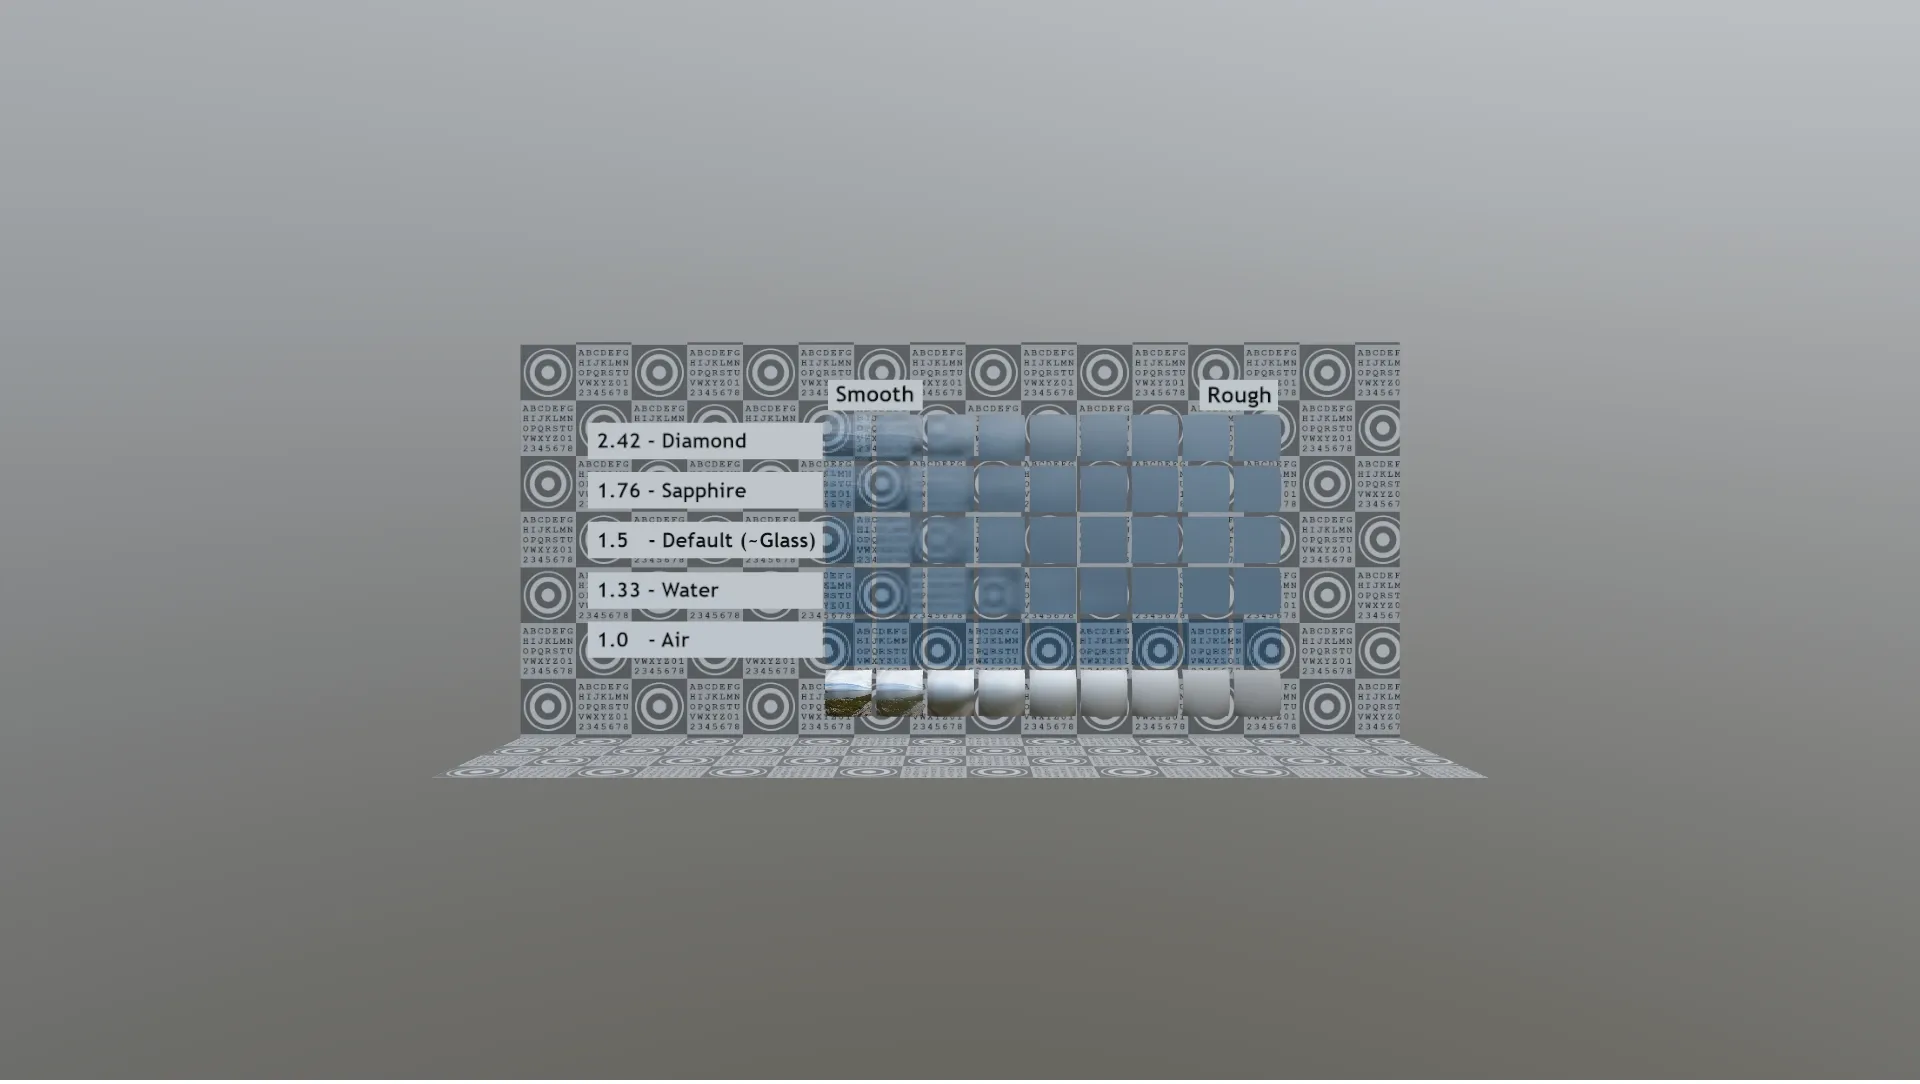 ABCDEFG
HIJKLMN
OPQRSTU
VWXYZ01
2345678
Smooth
Rough
2.42 - Diamond
1.76 - Sapphire
1.5 - Default (~Glass)
1.33 - Water
1.0 - Air